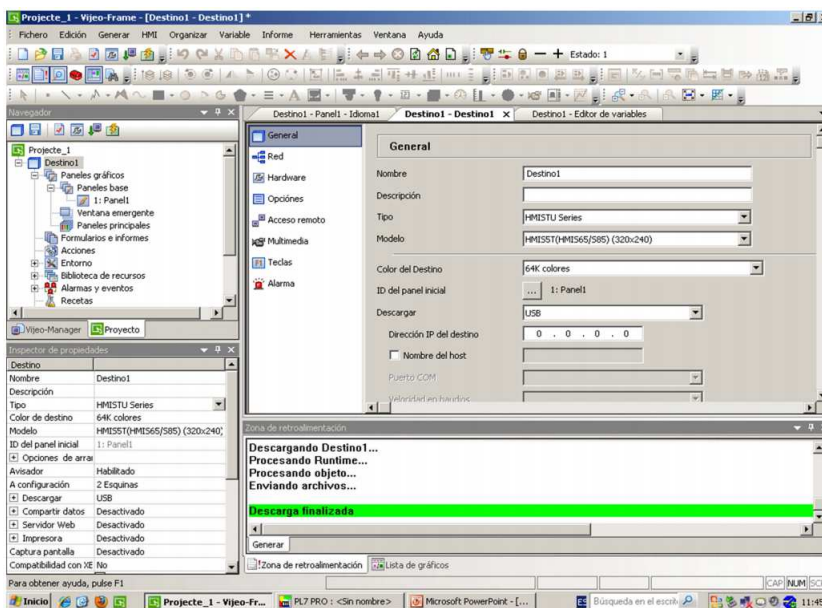 Projecte_1 - Vijeo-Frame - [Destino1 - Destino1] *
Fichero Edición Generar HMI Organizar Variable Informe Herramientas Ventana Ayuda
Estado: 1
Navegador
Projecte_1
Destino1
Paneles gráficos
Paneles base
1: Panel1
Ventana emergente
Paneles principales
Formularios e informes
Acciones
Entorno
Biblioteca de recursos
Alarmas y eventos
Recetas
Vijeo-Manager Proyecto
Inspector de propiedades
Destino
Nombre Destino1
Descripción
Tipo HMISTU Series
Color de destino 64K colores
Modelo HMIS5T(HMIS65/S85) (320x240)
ID del panel inicial 1: Panel1
Opciones de arra
Avisador Habilitado
A configuración 2 Esquinas
Descargar USB
Compartir datos Desactivado
Servidor Web Desactivado
Impresora Desactivado
Captura pantalla Desactivado
Compatibilidad con XE No
Destino1 - Panel1 - Idioma1 Destino1 - Destino1 X Destino1 - Editor de variables
General
Red
Hardware
Opciónes
Acceso remoto
Multimedia
Teclas
Alarma
General
Nombre Destino1
Descripción
Tipo HMISTU Series
Modelo HMIS5T(HMIS65/S85) (320x240)
Color del Destino 64K colores
ID del panel inicial ... 1: Panel1
Descargar USB
Dirección IP del destino 0 . 0 . 0 . 0
Nombre del host
Puerto COM
Velocidad en baudios
Zona de retroalimentación
Descargando Destino1...
Procesando Runtime...
Procesando objeto...
Enviando archivos...
Descarga finalizada
Generar
Zona de retroalimentación Lista de gráficos
Para obtener ayuda, pulse F1
CAP NUM SC
Inicio Projecte_1 - Vijeo-Fr... PL7 PRO : <Sin nombre> Microsoft PowerPoint - [... ES Búsqueda en el escrit 11:45